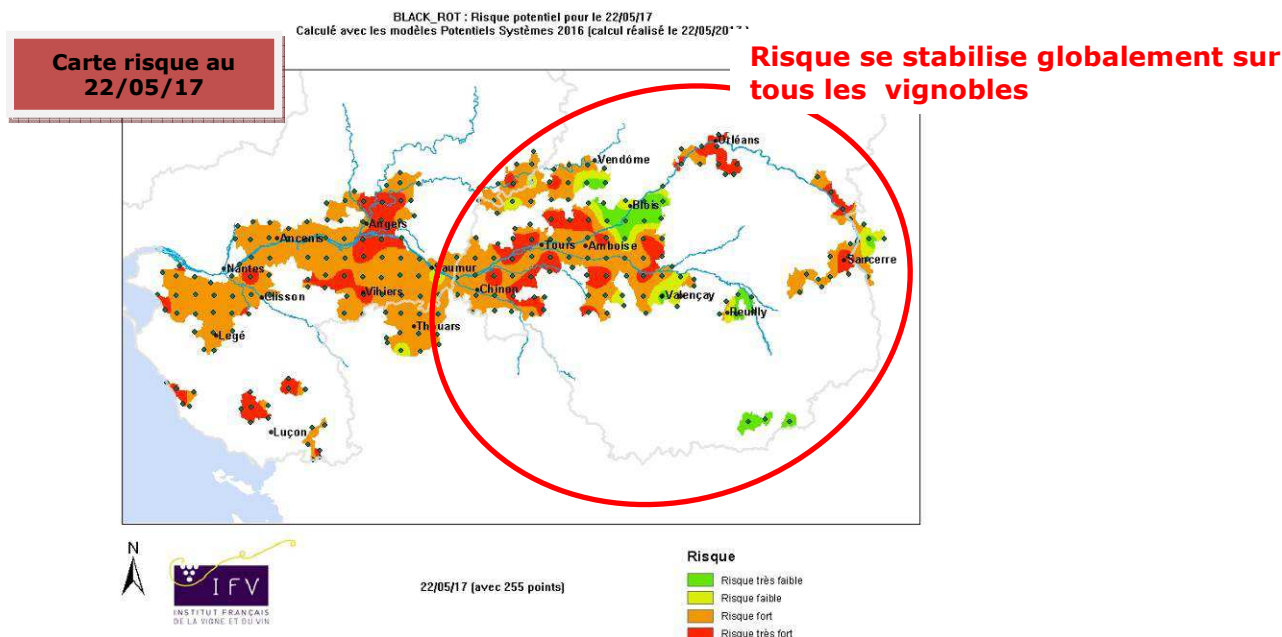 BLACK_ROT : Risque potentiel pour le 22/05/17
Calculé avec les modèles Potentiels Systèmes 2016 (calcul réalisé le 22/05/2017 )
Carte risque au
22/05/17
Risque se stabilise globalement sur
tous les vignobles
Orléans
Vendôme
Blois
Angers
Ancenis
Tours
Amboise
Sancerre
Nantes
Saumur
Clisson
Vihiers
Chinon
Valençay
Reuilly
Thouars
Legé
Luçon
N
IFV
INSTITUT FRANÇAIS
DE LA VIGNE ET DU VIN
22/05/17 (avec 255 points)
Risque
Risque très faible
Risque faible
Risque fort
Risque très fort